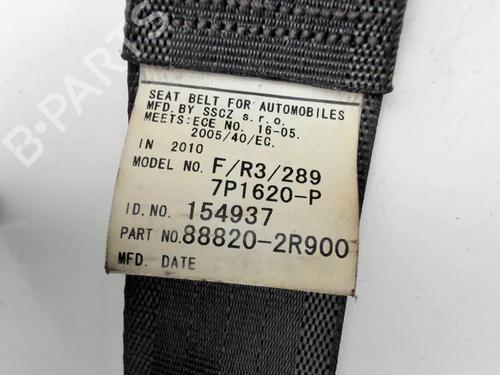 SEAT BELT FOR AUTOMOBILES
MFD. BY SSCZ s. r. o.
MEETS:ECE NO. 16-05.
2005/40/EC.
IN 2010
MODEL NO. F/R3/289
7P1620-P
ID. NO. 154937
PART NO. 88820-2R900
MFD. DATE
B-PARTS